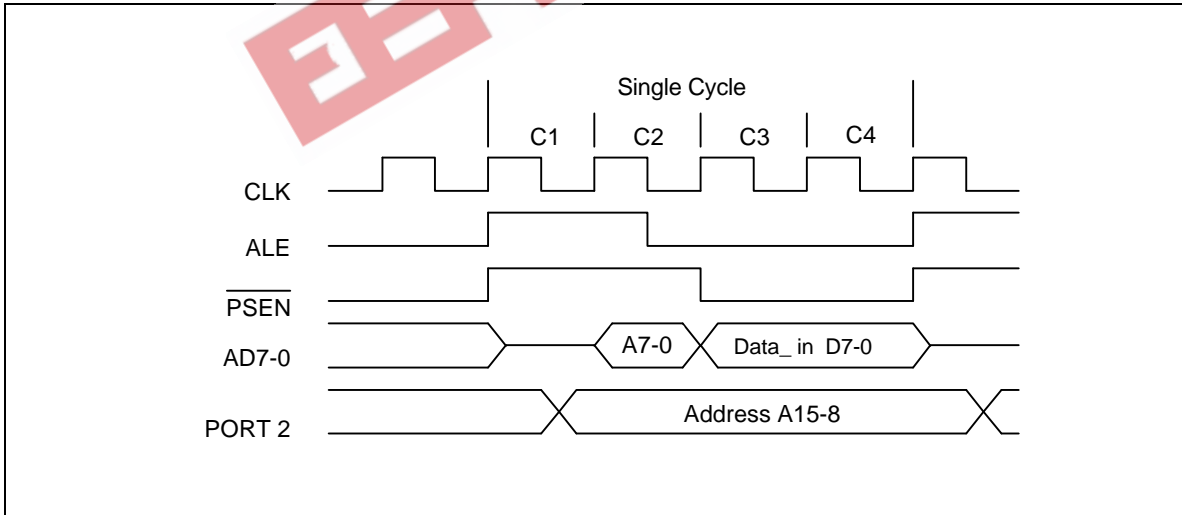 Single Cycle
C1 C2 C3 C4
CLK
ALE
PSEN
AD7-0 A7-0 Data_ in D7-0
PORT 2 Address A15-8